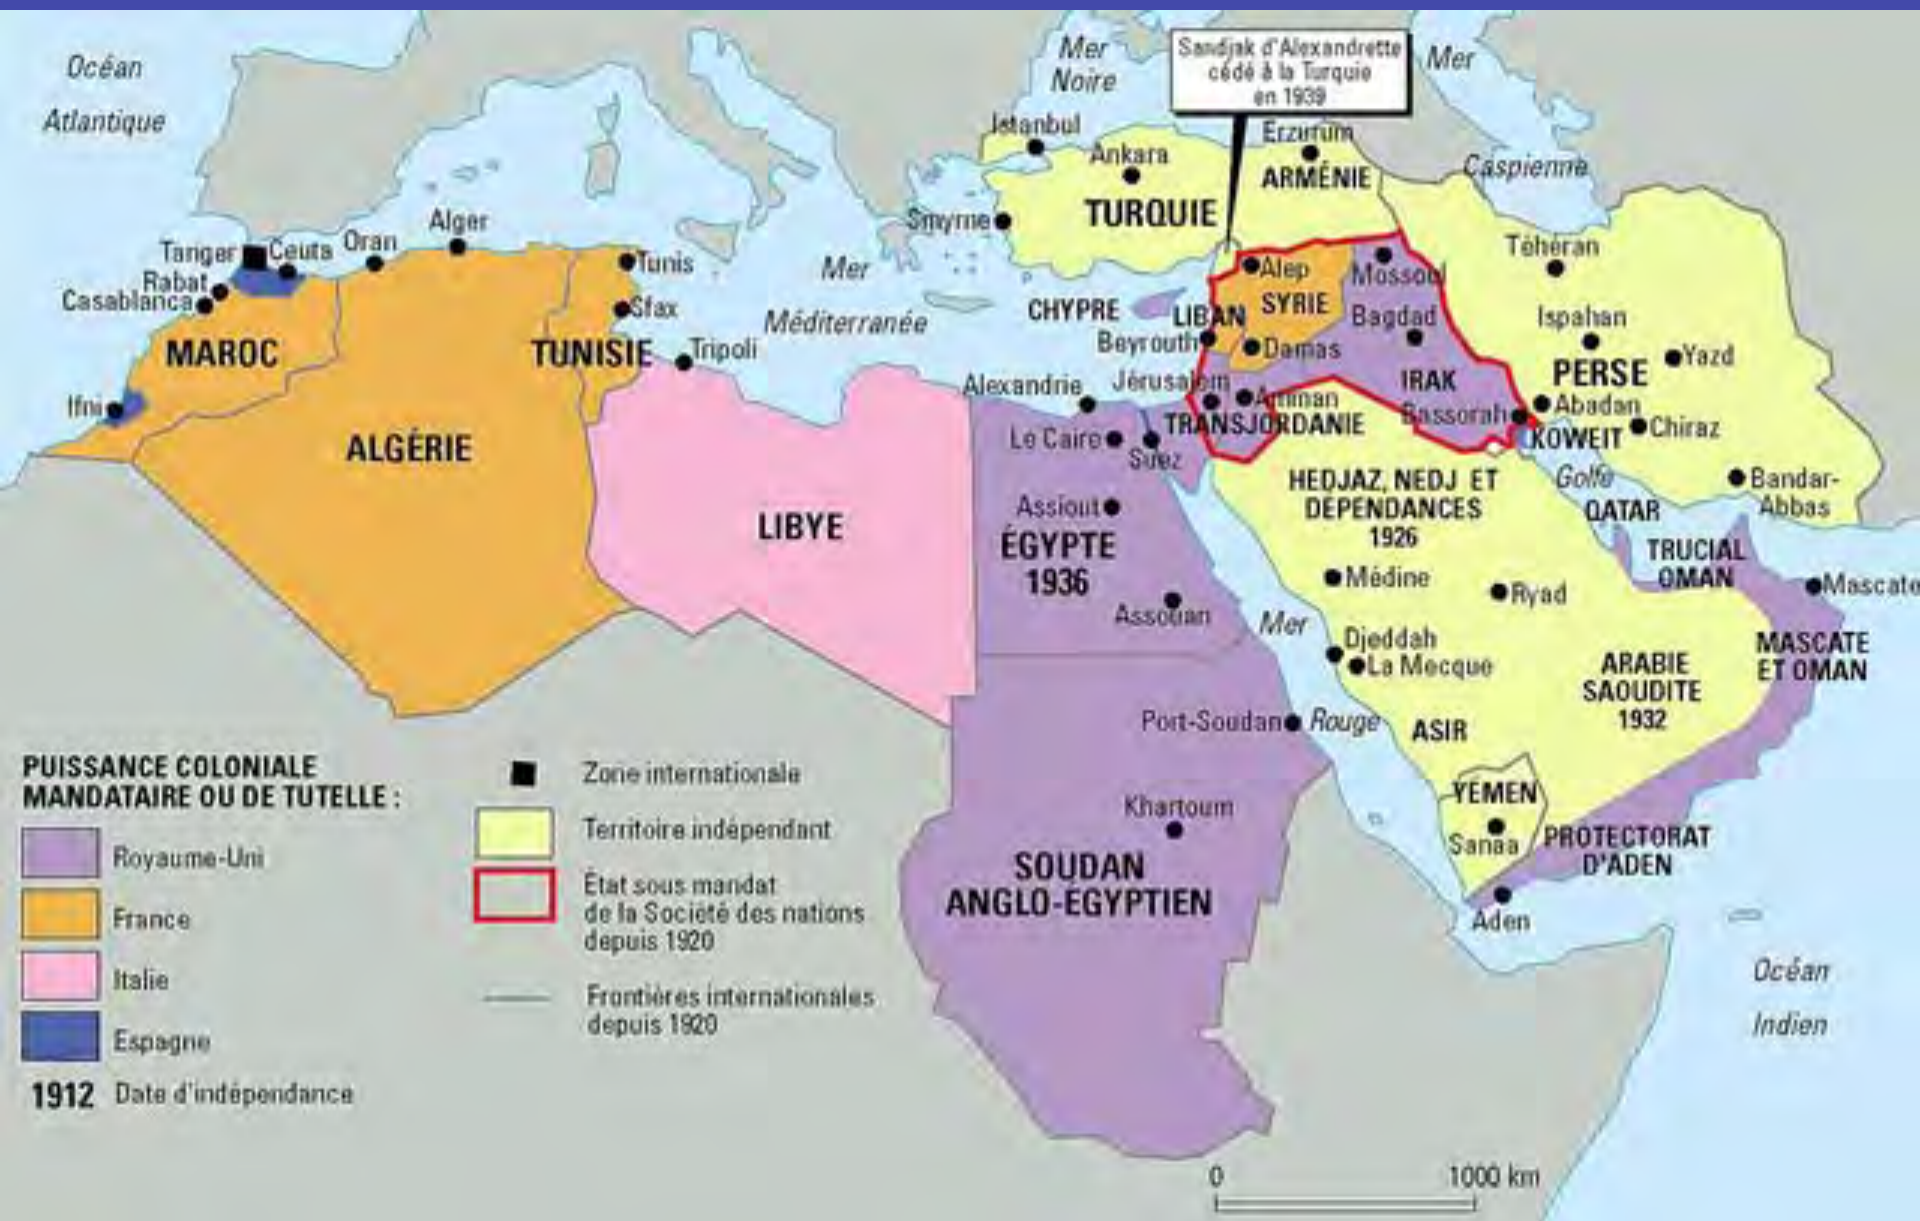 Océan
Atlantique
Mer
Noire
Sandjak d'Alexandrette
cédé à la Turquie
en 1939
Mer
Caspienne
Istanbul
Ankara
Erzurum
ARMÉNIE
TURQUIE
Smyrne
Tanger
Ceuta
Oran
Alger
Rabat
Casablanca
Tunis
Sfax
MAROC
TUNISIE
Tripoli
Ifni
ALGÉRIE
LIBYE
Mer
Méditerranée
CHYPRE
LIBAN
Beyrouth
Alep
SYRIE
Damas
Mossoul
Bagdad
IRAK
Bassorah
Téhéran
Ispahan
PERSE
Yazd
Abadan
Chiraz
KOWEIT
Golfe
Bandar-
Abbas
Alexandrie
Jérusalem
Amman
TRANSJORDANIE
Le Caire
Suez
Assiout
ÉGYPTE
1936
Assouan
HEDJAZ, NEDJ ET
DÉPENDANCES
1926
QATAR
TRUCIAL
OMAN
Mascate
Médine
Ryad
Mer
Rouge
Djeddah
La Mecque
ARABIE
SAOUDITE
1932
MASCATE
ET OMAN
Port-Soudan
ASIR
YEMEN
Sanaa
PROTECTORAT
D'ADEN
Aden
Khartoum
SOUDAN
ANGLO-EGYPTIEN
Océan
Indien
PUISSANCE COLONIALE
MANDATAIRE OU DE TUTELLE :
Royaume-Uni
France
Italie
Espagne
1912 Date d'indépendance
Zone internationale
Territoire indépendant
État sous mandat
de la Société des nations
depuis 1920
Frontières internationales
depuis 1920
0 1000 km